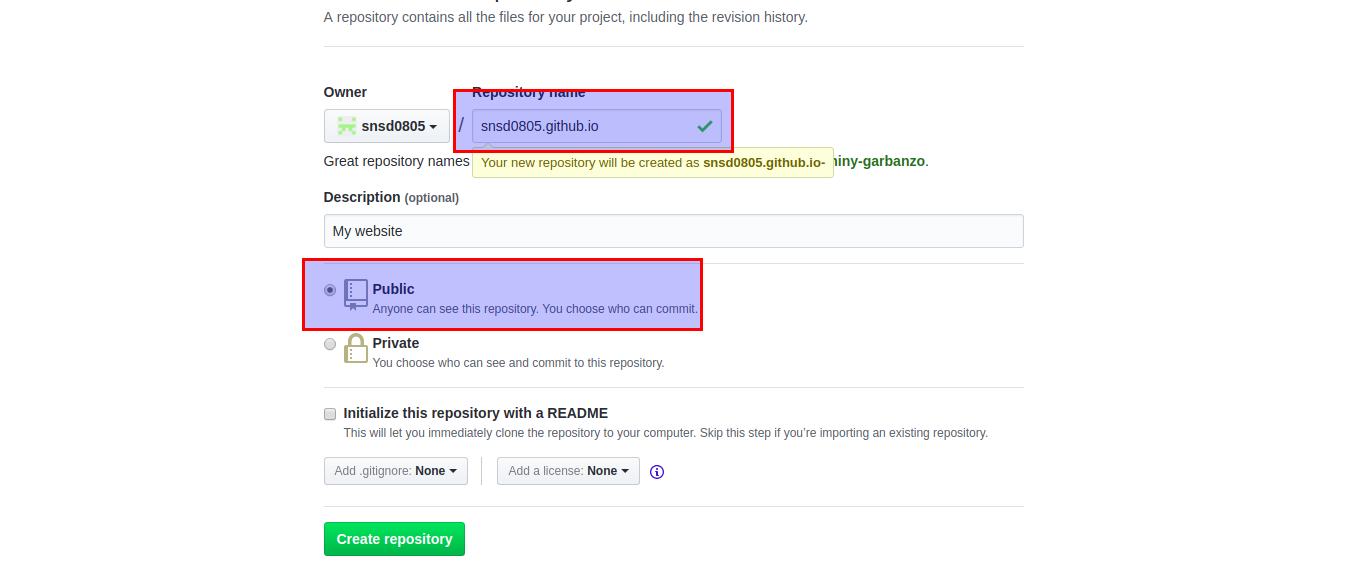 A repository contains all the files for your project, including the revision history.
Owner
Repository name
snsd0805 / snsd0805.github.io
Great repository names
Your new repository will be created as snsd0805.github.io-
hiny-garbanzo.
Description (optional)
My website
Public
Anyone can see this repository. You choose who can commit.
Private
You choose who can see and commit to this repository.
Initialize this repository with a README
This will let you immediately clone the repository to your computer. Skip this step if you’re importing an existing repository.
Add .gitignore: None
Add a license: None
Create repository